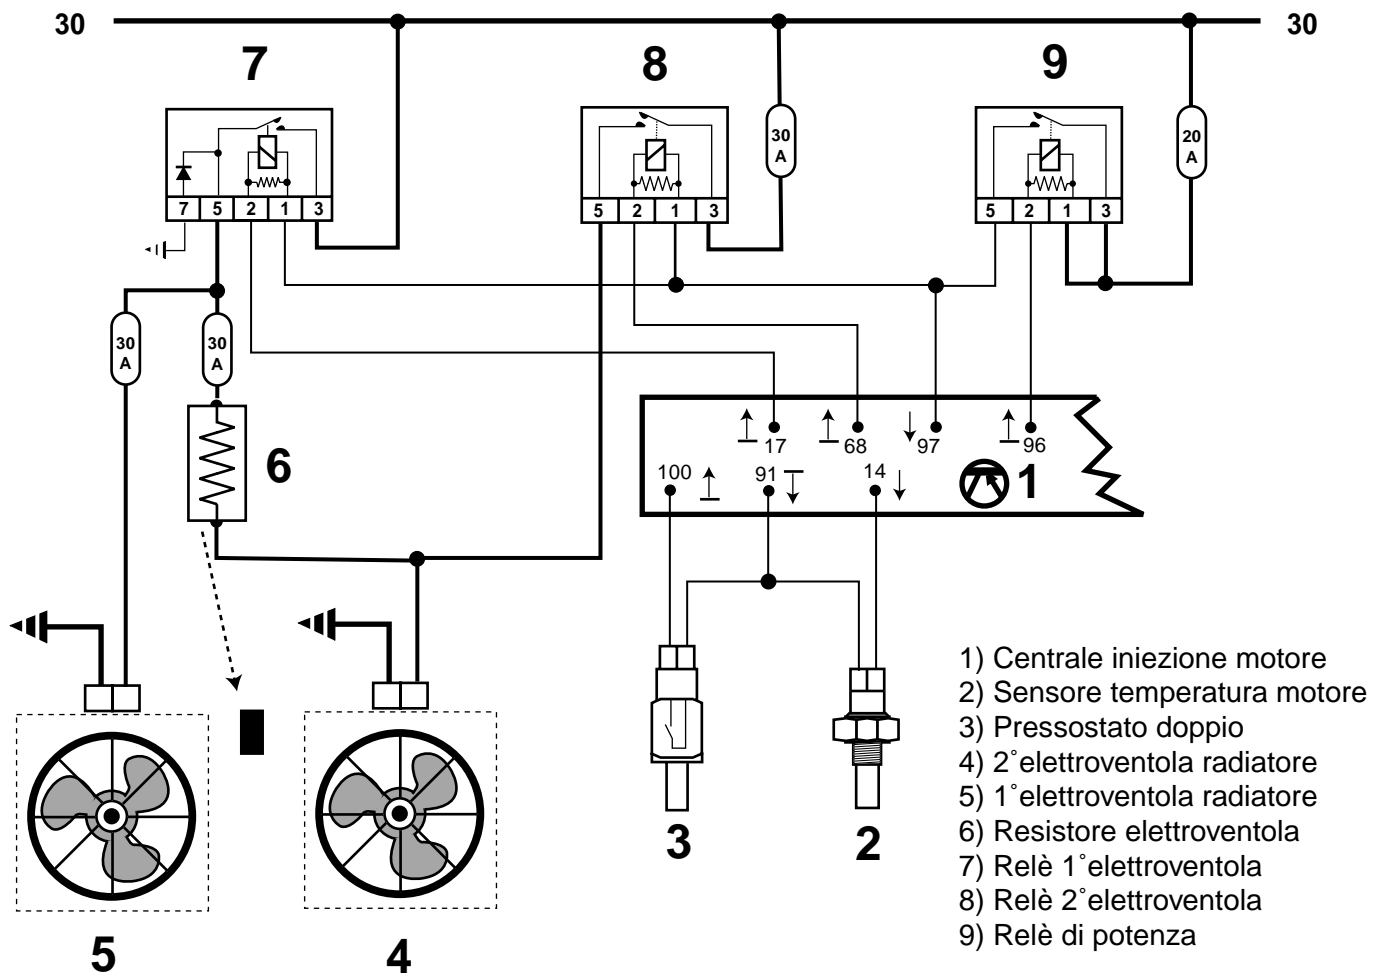 30 30
7 8 9
30 A
20 A
7 5 2 1 3
5 2 1 3
5 2 1 3
30 A
30 A
6
17 68 97 96
100 91 14
1
3 2
5 4
1) Centrale iniezione motore
2) Sensore temperatura motore
3) Pressostato doppio
4) 2°elettroventola radiatore
5) 1°elettroventola radiatore
6) Resistore elettroventola
7) Relè 1°elettroventola
8) Relè 2°elettroventola
9) Relè di potenza